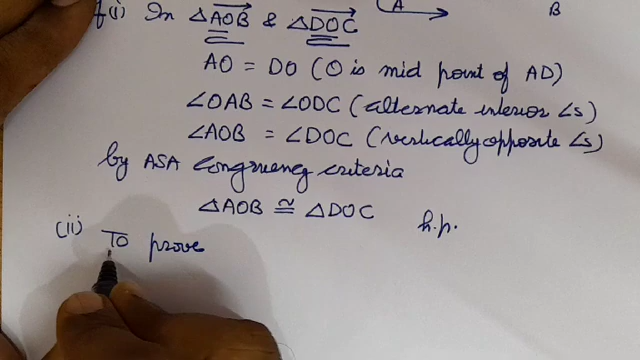 A B
f(i) In △AOB & △DOC
AO = DO (O is mid point of AD)
∠OAB = ∠ODC (alternate interior ∠s)
∠AOB = ∠DOC (vertically opposite ∠s)
by ASA congruency criteria
△AOB ≅ △DOC h.p.
(ii) To prove